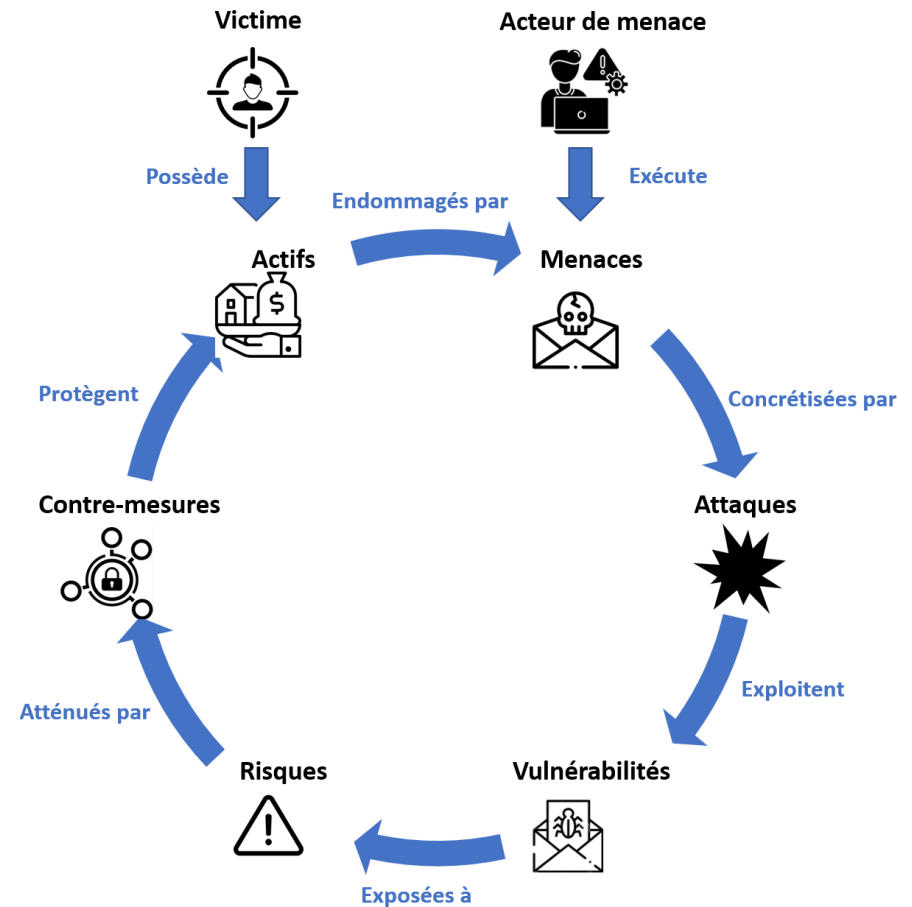 Victime
Acteur de menace
Possède
Exécute
Endommagés par
Actifs
Menaces
$
Protègent
Concrétisées par
Contre-mesures
Attaques
Exploitent
Atténués par
Risques
Vulnérabilités
Exposées à